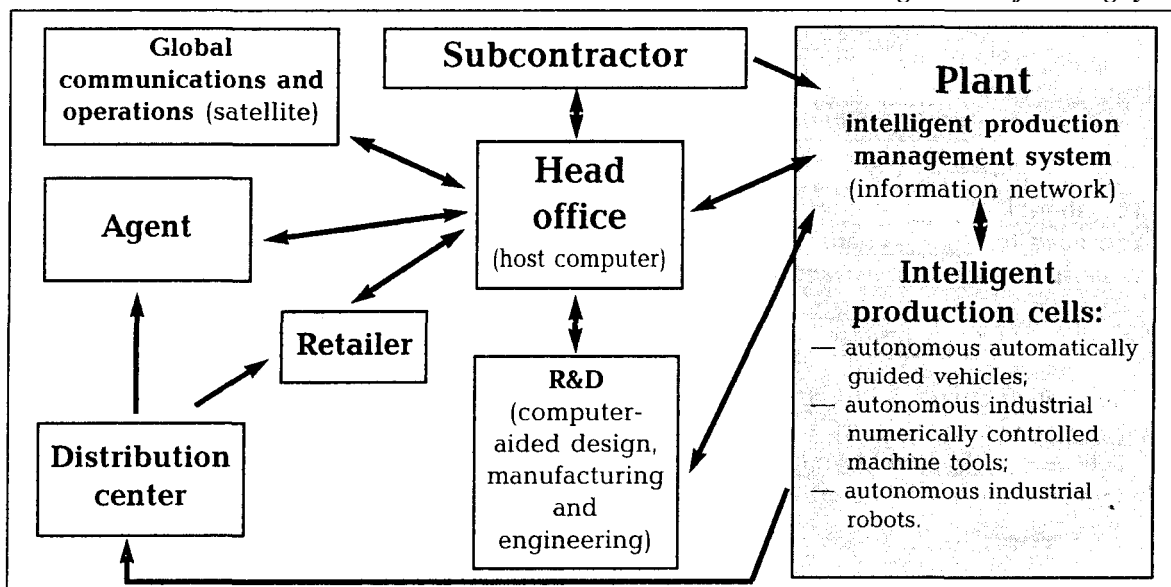 Global
communications and
operations (satellite)
Subcontractor
Plant
intelligent production
management system
(information network)
Head
office
(host computer)
Agent
Intelligent
production cells:
— autonomous automatically
guided vehicles;
— autonomous industrial
numerically controlled
machine tools;
— autonomous industrial
robots.
Retailer
R&D
(computer-
aided design,
manufacturing
and
engineering)
Distribution
center